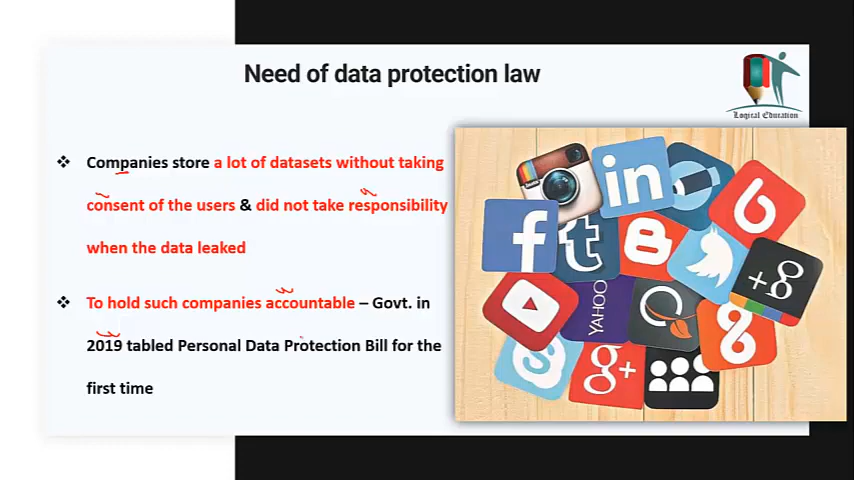 Need of data protection law
Logical Education
❖ Companies store a lot of datasets without taking
consent of the users & did not take responsibility
when the data leaked
❖ To hold such companies accountable – Govt. in
2019 tabled Personal Data Protection Bill for the
first time
in
f
t
B
+g
YAHOO
g+